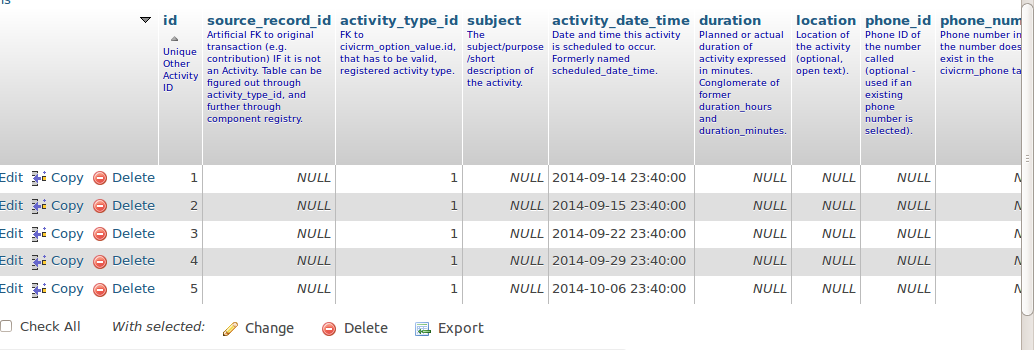 id source_record_id activity_type_id subject activity_date_time duration location phone_id phone_num
Unique Other Activity ID
Artificial FK to original transaction (e.g. contribution) IF it is not an Activity. Table can be figured out through activity_type_id, and further through component registry.
FK to civicrm_option_value.id, that has to be valid, registered activity type.
The subject/purpose /short description of the activity.
Date and time this activity is scheduled to occur. Formerly named scheduled_date_time.
Planned or actual duration of activity expressed in minutes. Conglomerate of former duration_hours and duration_minutes.
Location of the activity (optional, open text).
Phone ID of the number called (optional - used if an existing phone number is selected).
Phone number in the number does exist in the civicrm_phone ta
Edit Copy Delete 1 NULL 1 NULL 2014-09-14 23:40:00 NULL NULL NULL N
Edit Copy Delete 2 NULL 1 NULL 2014-09-15 23:40:00 NULL NULL NULL N
Edit Copy Delete 3 NULL 1 NULL 2014-09-22 23:40:00 NULL NULL NULL N
Edit Copy Delete 4 NULL 1 NULL 2014-09-29 23:40:00 NULL NULL NULL N
Edit Copy Delete 5 NULL 1 NULL 2014-10-06 23:40:00 NULL NULL NULL N
Check All With selected: Change Delete Export